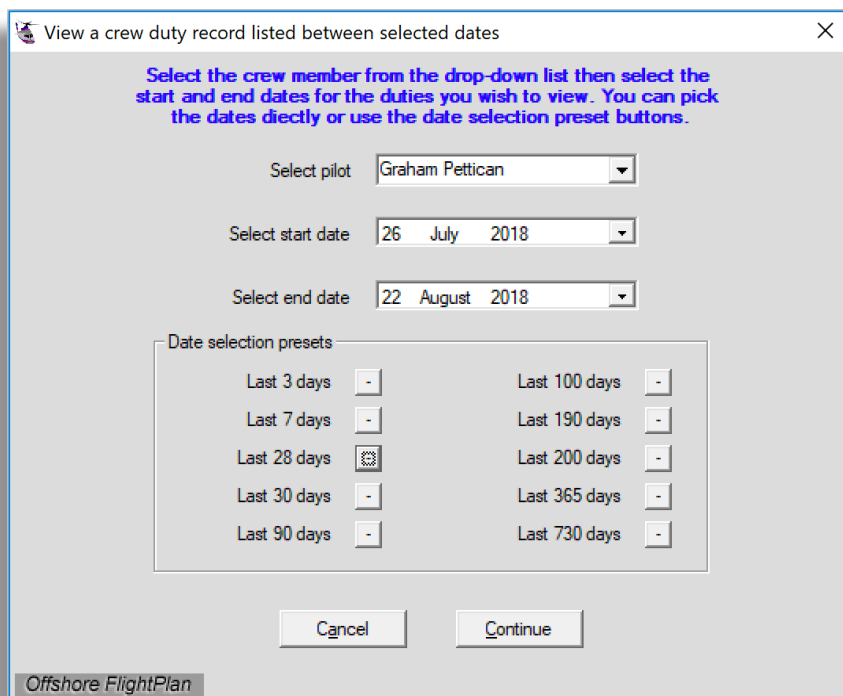 View a crew duty record listed between selected dates
Select the crew member from the drop-down list then select the
start and end dates for the duties you wish to view. You can pick
the dates diectly or use the date selection preset buttons.
Select pilot Graham Pettican
Select start date 26 July 2018
Select end date 22 August 2018
Date selection presets
Last 3 days - Last 100 days -
Last 7 days - Last 190 days -
Last 28 days - Last 200 days -
Last 30 days - Last 365 days -
Last 90 days - Last 730 days -
Cancel Continue
Offshore FlightPlan